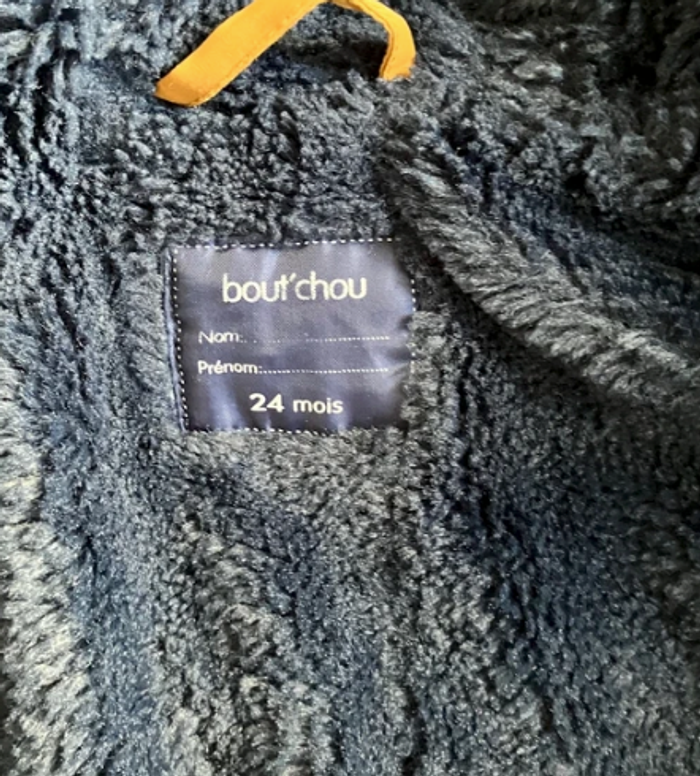 bout'chou
Nom:....................
Prénom:....................
24 mois